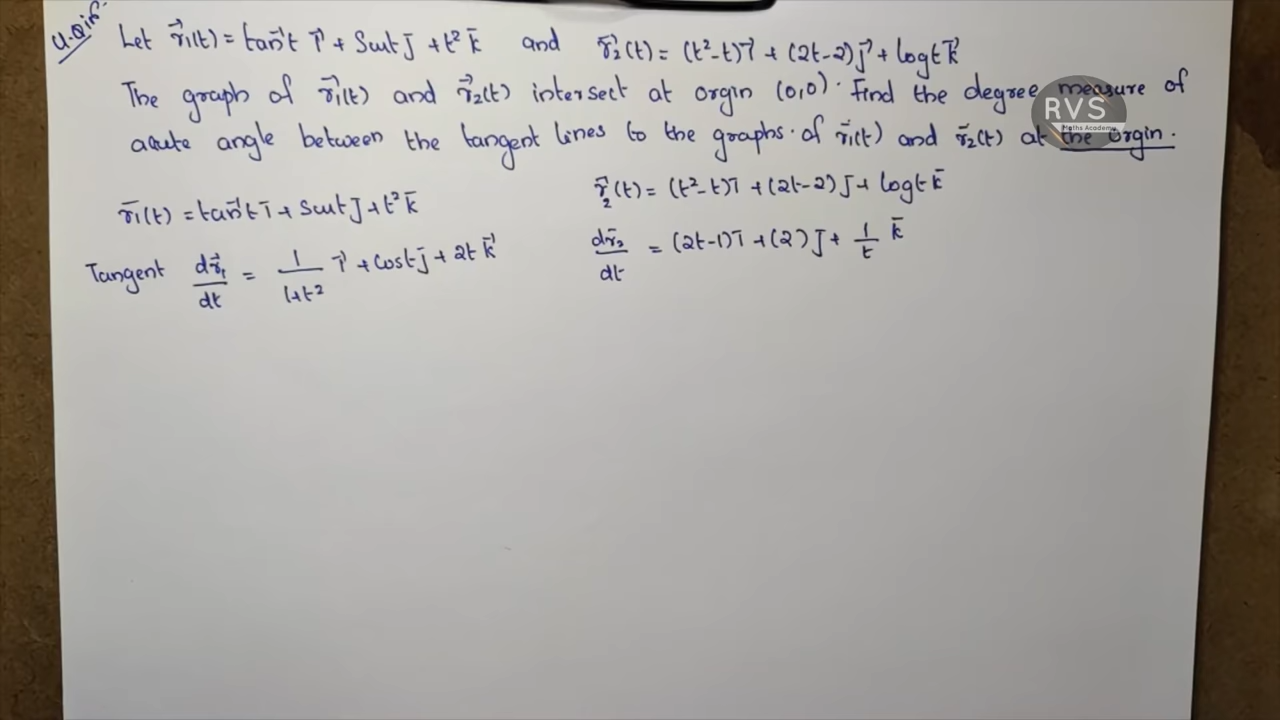 U.Q in
Let r⃗₁(t) = tan⁻¹t i⃗ + Sint j̄ + t² k̄ and r⃗₂(t) = (t²-t) i⃗ + (2t-2) j⃗ + logt k⃗
The graph of r⃗₁(t) and r⃗₂(t) intersect at orgin (0,0). Find the degree measure of
acute angle between the tangent lines to the graphs. of r̄₁(t) and r̄₂(t) at the orgin.
RVS
Maths Academy
r̄₁(t) = tan⁻¹t ī + Sint j̄ + t² k̄
r⃗₂(t) = (t²-t) ī + (2t-2) j̄ + logt k̄
Tangent dr⃗₁/dt = 1/(1+t²) i⃗ + Cost j̄ + 2t k⃗
dr̄₂/dt = (2t-1) ī + (2) j̄ + 1/t k̄